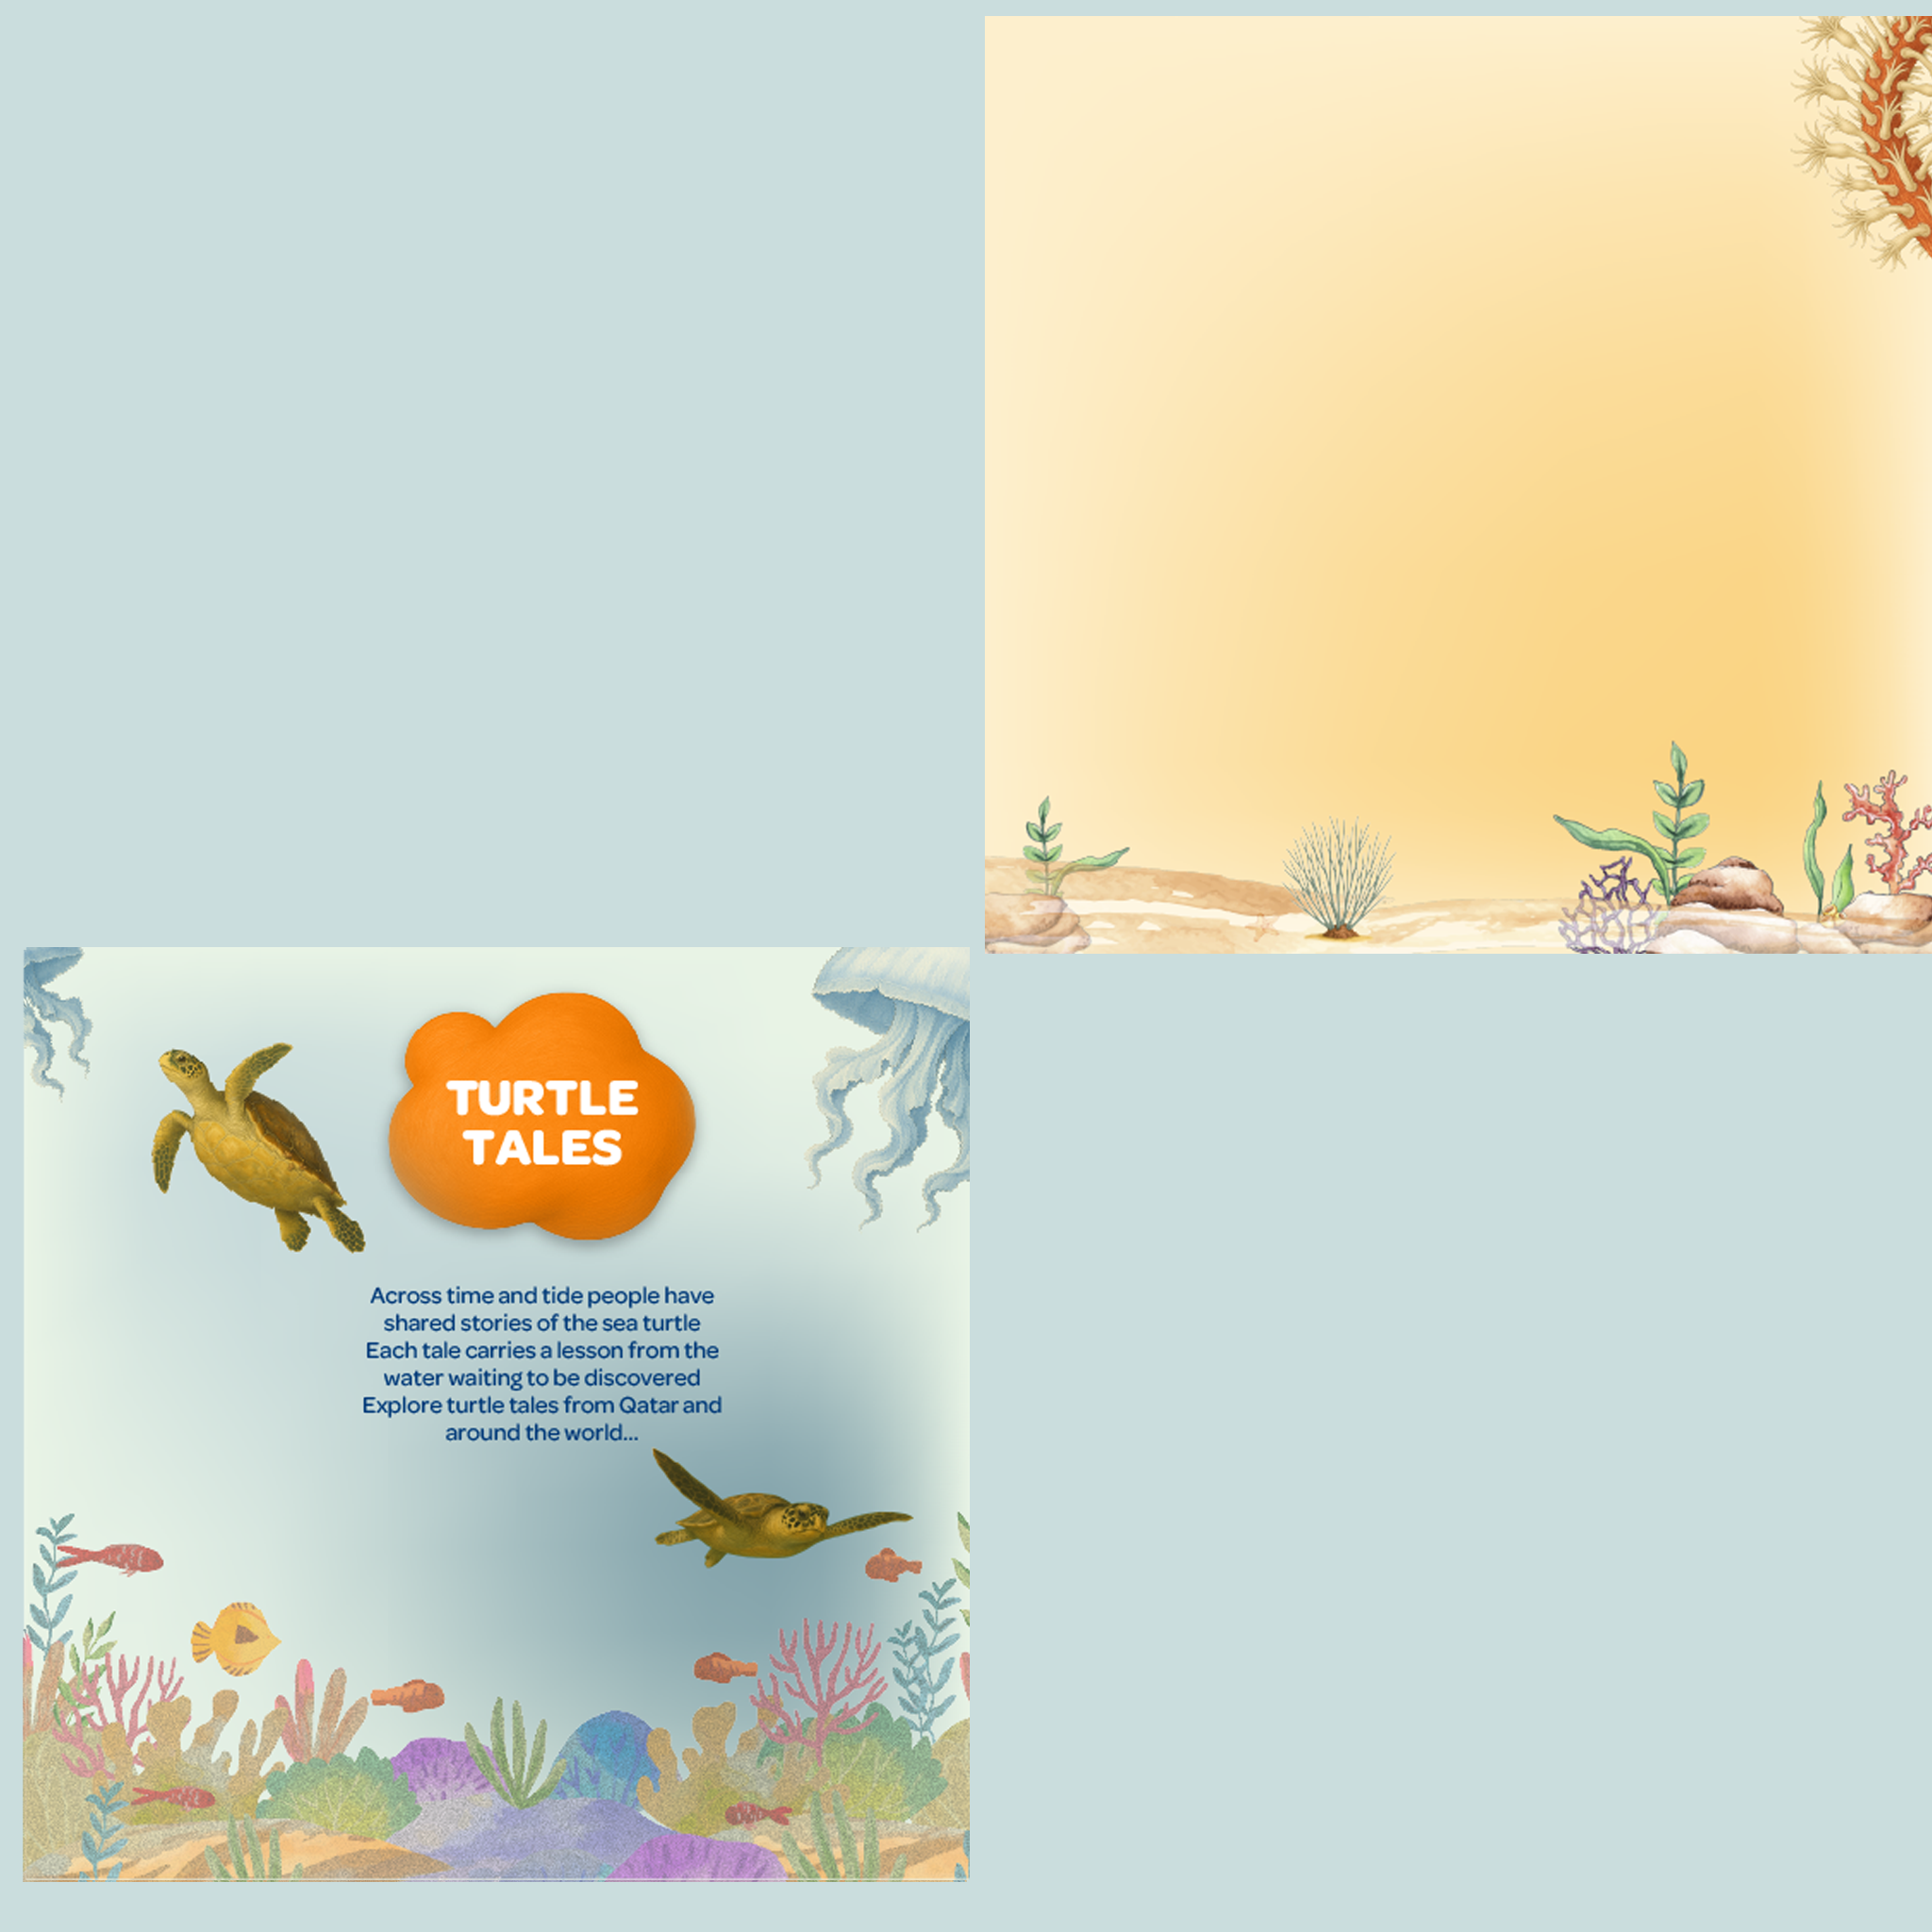 TURTLE
TALES
Across time and tide people have
shared stories of the sea turtle
Each tale carries a lesson from the
water waiting to be discovered
Explore turtle tales from Qatar and
around the world...